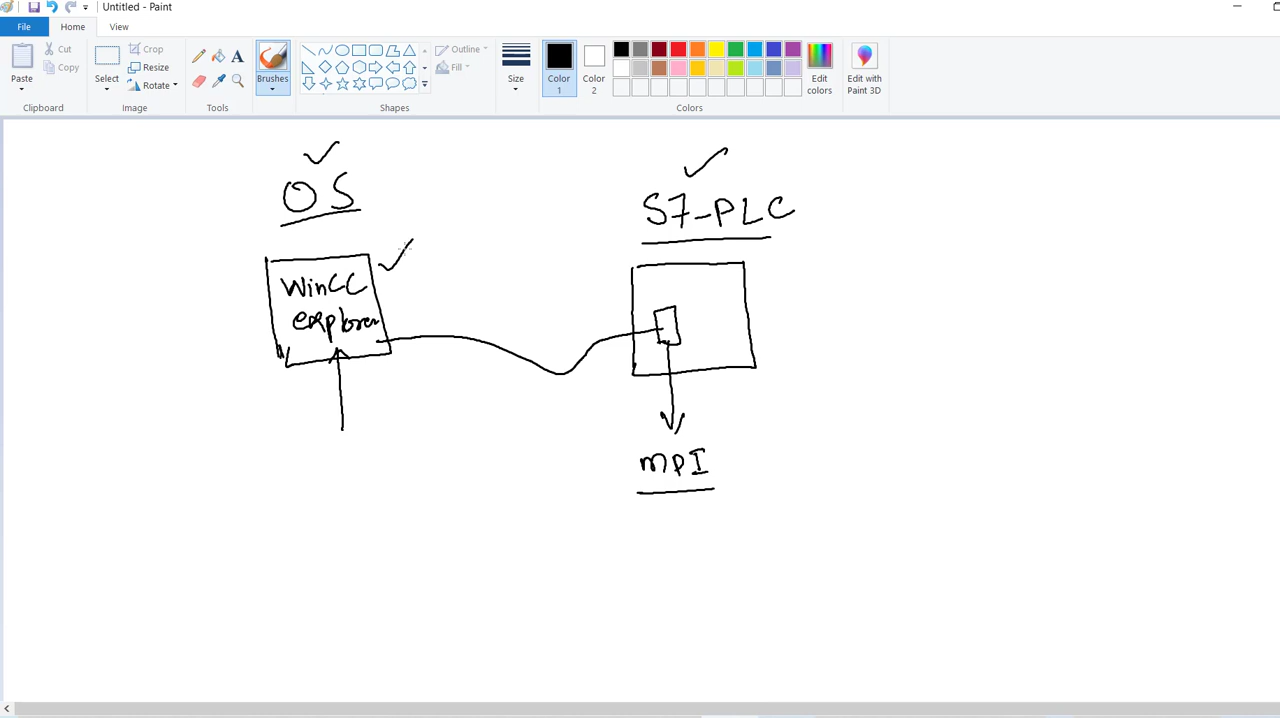 Untitled - Paint
File
Home
View
Paste
Cut
Copy
Clipboard
Select
Crop
Resize
Rotate
Image
Tools
Brushes
Outline
Fill
Shapes
Size
Color
1
Color
2
Edit
colors
Edit with
Paint 3D
Colors
OS
S7-PLC
WinCC
explorer
mPI